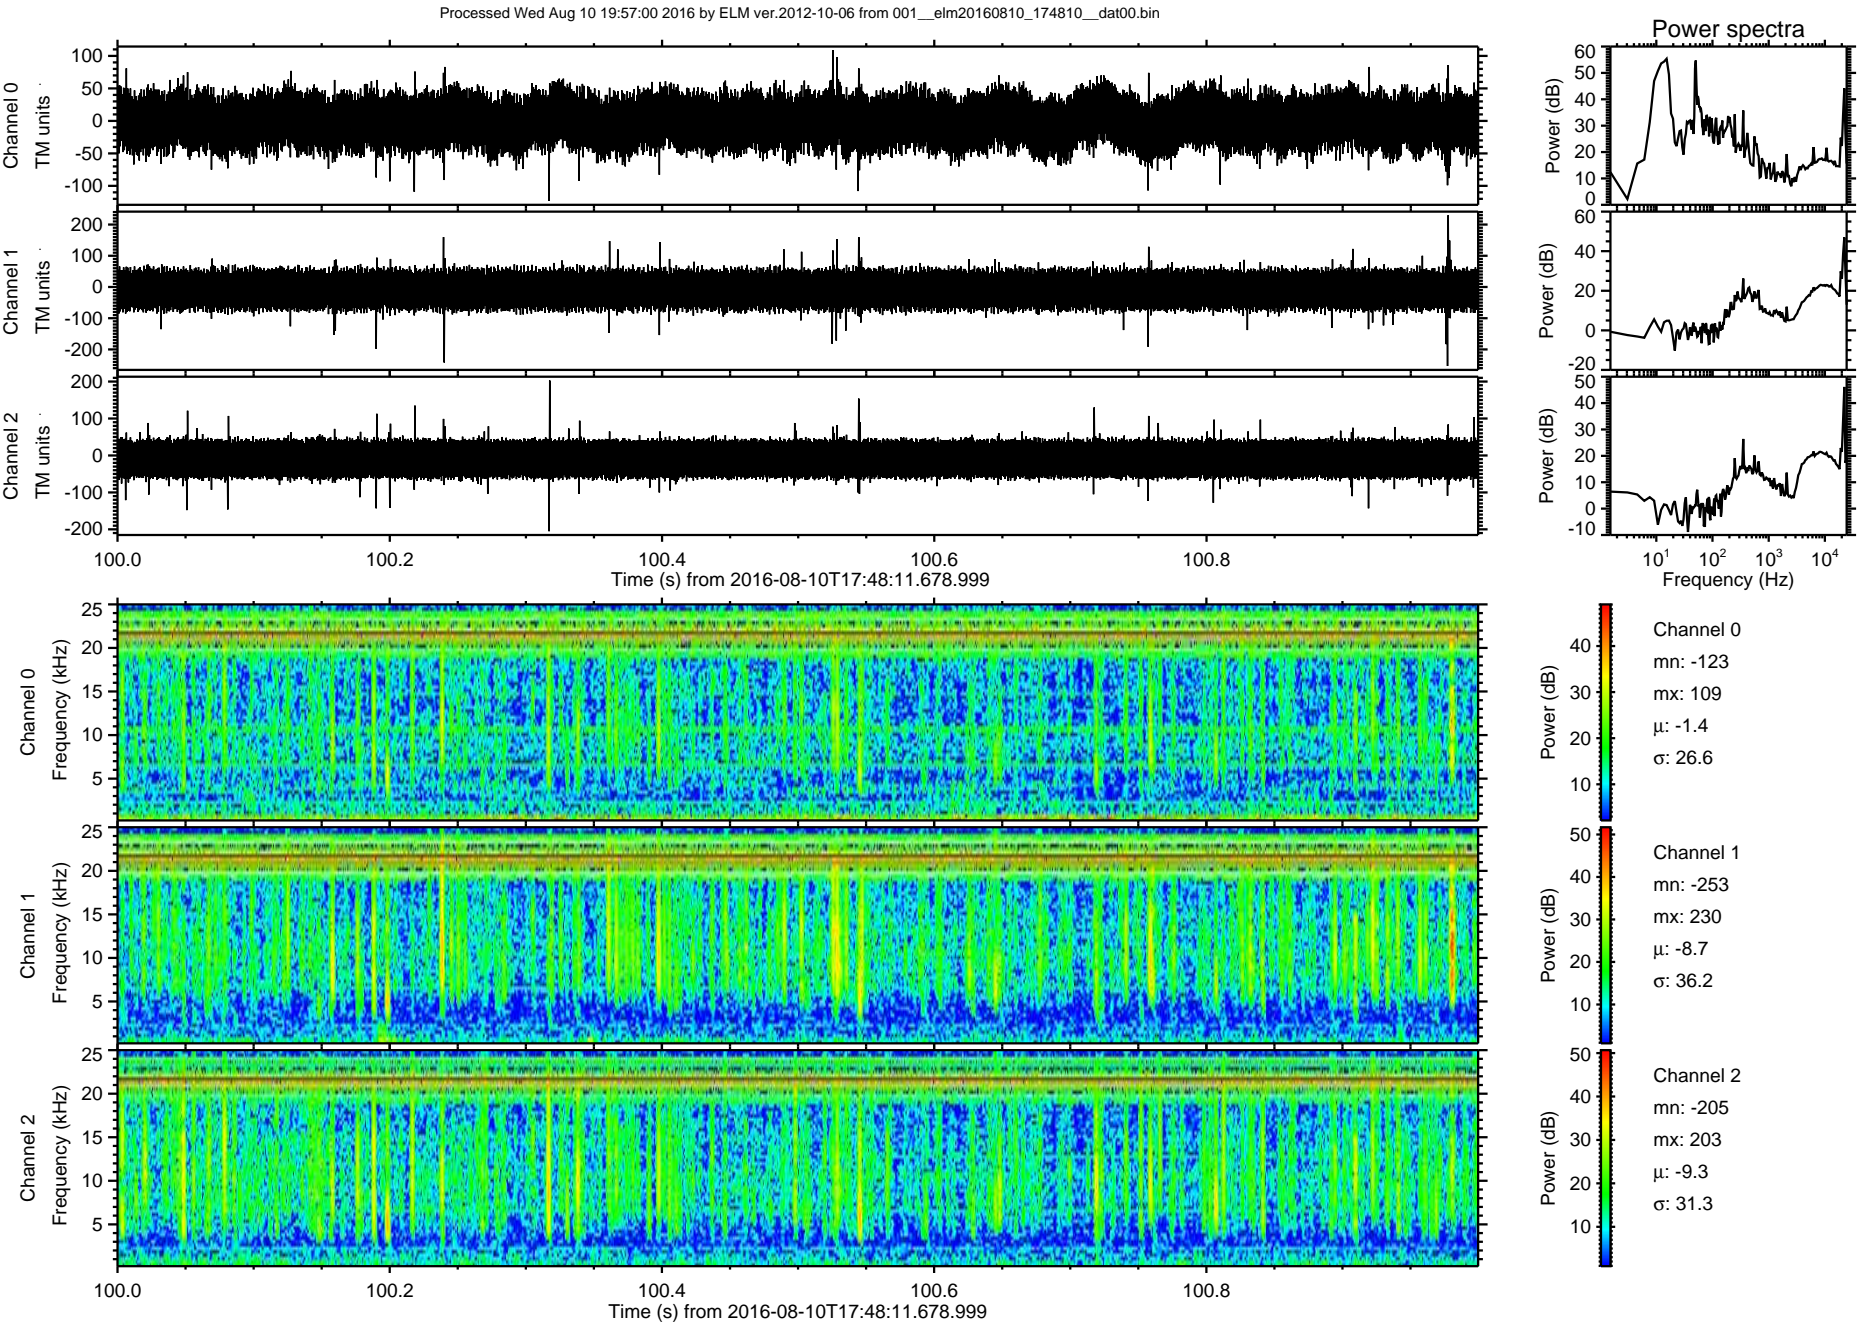 Processed Wed Aug 10 19:57:00 2016 by ELM ver.2012-10-06 from 001__elm20160810_174810__dat00.bin
Power spectra
Channel 0
TM units
100
50
0
-50
-100
Power (dB)
60
50
40
30
20
10
0
Channel 1
TM units
200
100
0
-100
-200
Power (dB)
60
40
20
0
-20
Channel 2
TM units
200
100
0
-100
-200
Power (dB)
50
40
30
20
10
0
-10
100.0 100.2 100.4 100.6 100.8
Time (s) from 2016-08-10T17:48:11.678.999
10¹ 10² 10³ 10⁴
Frequency (Hz)
Channel 0
Frequency (kHz)
25
20
15
10
5
Power (dB)
40
30
20
10
Channel 0
mn: -123
mx: 109
μ: -1.4
σ: 26.6
Channel 1
Frequency (kHz)
25
20
15
10
5
Power (dB)
50
40
30
20
10
Channel 1
mn: -253
mx: 230
μ: -8.7
σ: 36.2
Channel 2
Frequency (kHz)
25
20
15
10
5
Power (dB)
50
40
30
20
10
Channel 2
mn: -205
mx: 203
μ: -9.3
σ: 31.3
100.0 100.2 100.4 100.6 100.8
Time (s) from 2016-08-10T17:48:11.678.999